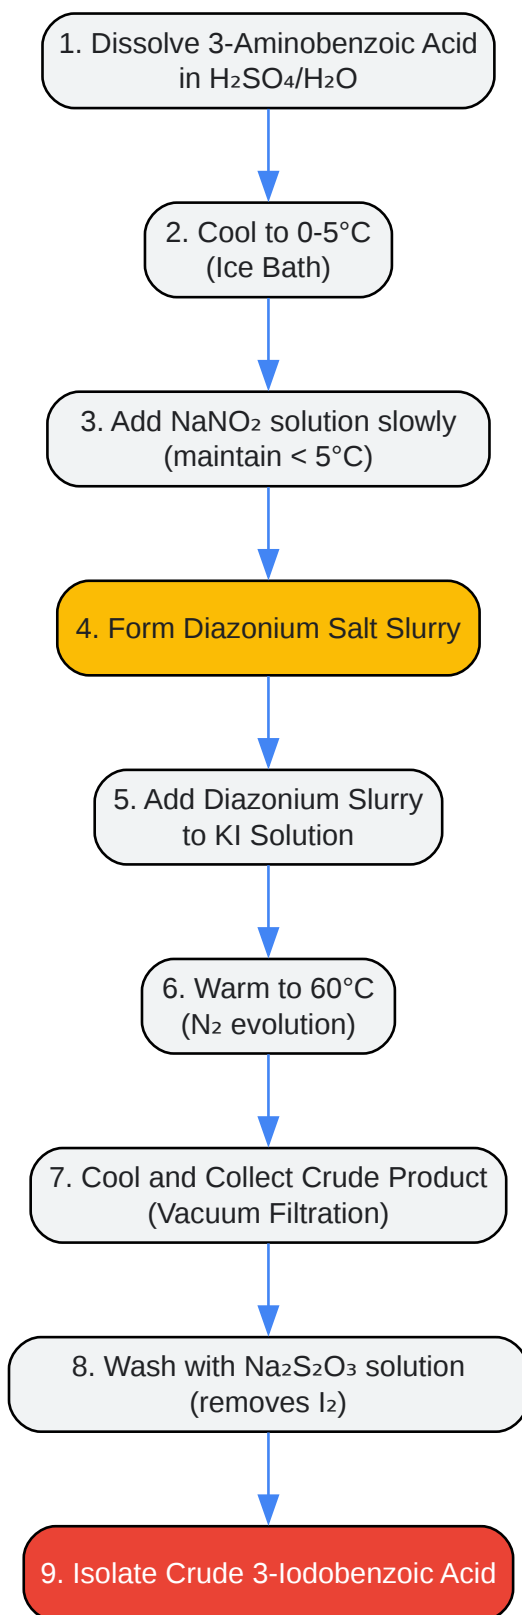 1. Dissolve 3-Aminobenzoic Acid
in H₂SO₄/H₂O
2. Cool to 0-5°C
(Ice Bath)
3. Add NaNO₂ solution slowly
(maintain < 5°C)
4. Form Diazonium Salt Slurry
5. Add Diazonium Slurry
to KI Solution
6. Warm to 60°C
(N₂ evolution)
7. Cool and Collect Crude Product
(Vacuum Filtration)
8. Wash with Na₂S₂O₃ solution
(removes I₂)
9. Isolate Crude 3-Iodobenzoic Acid